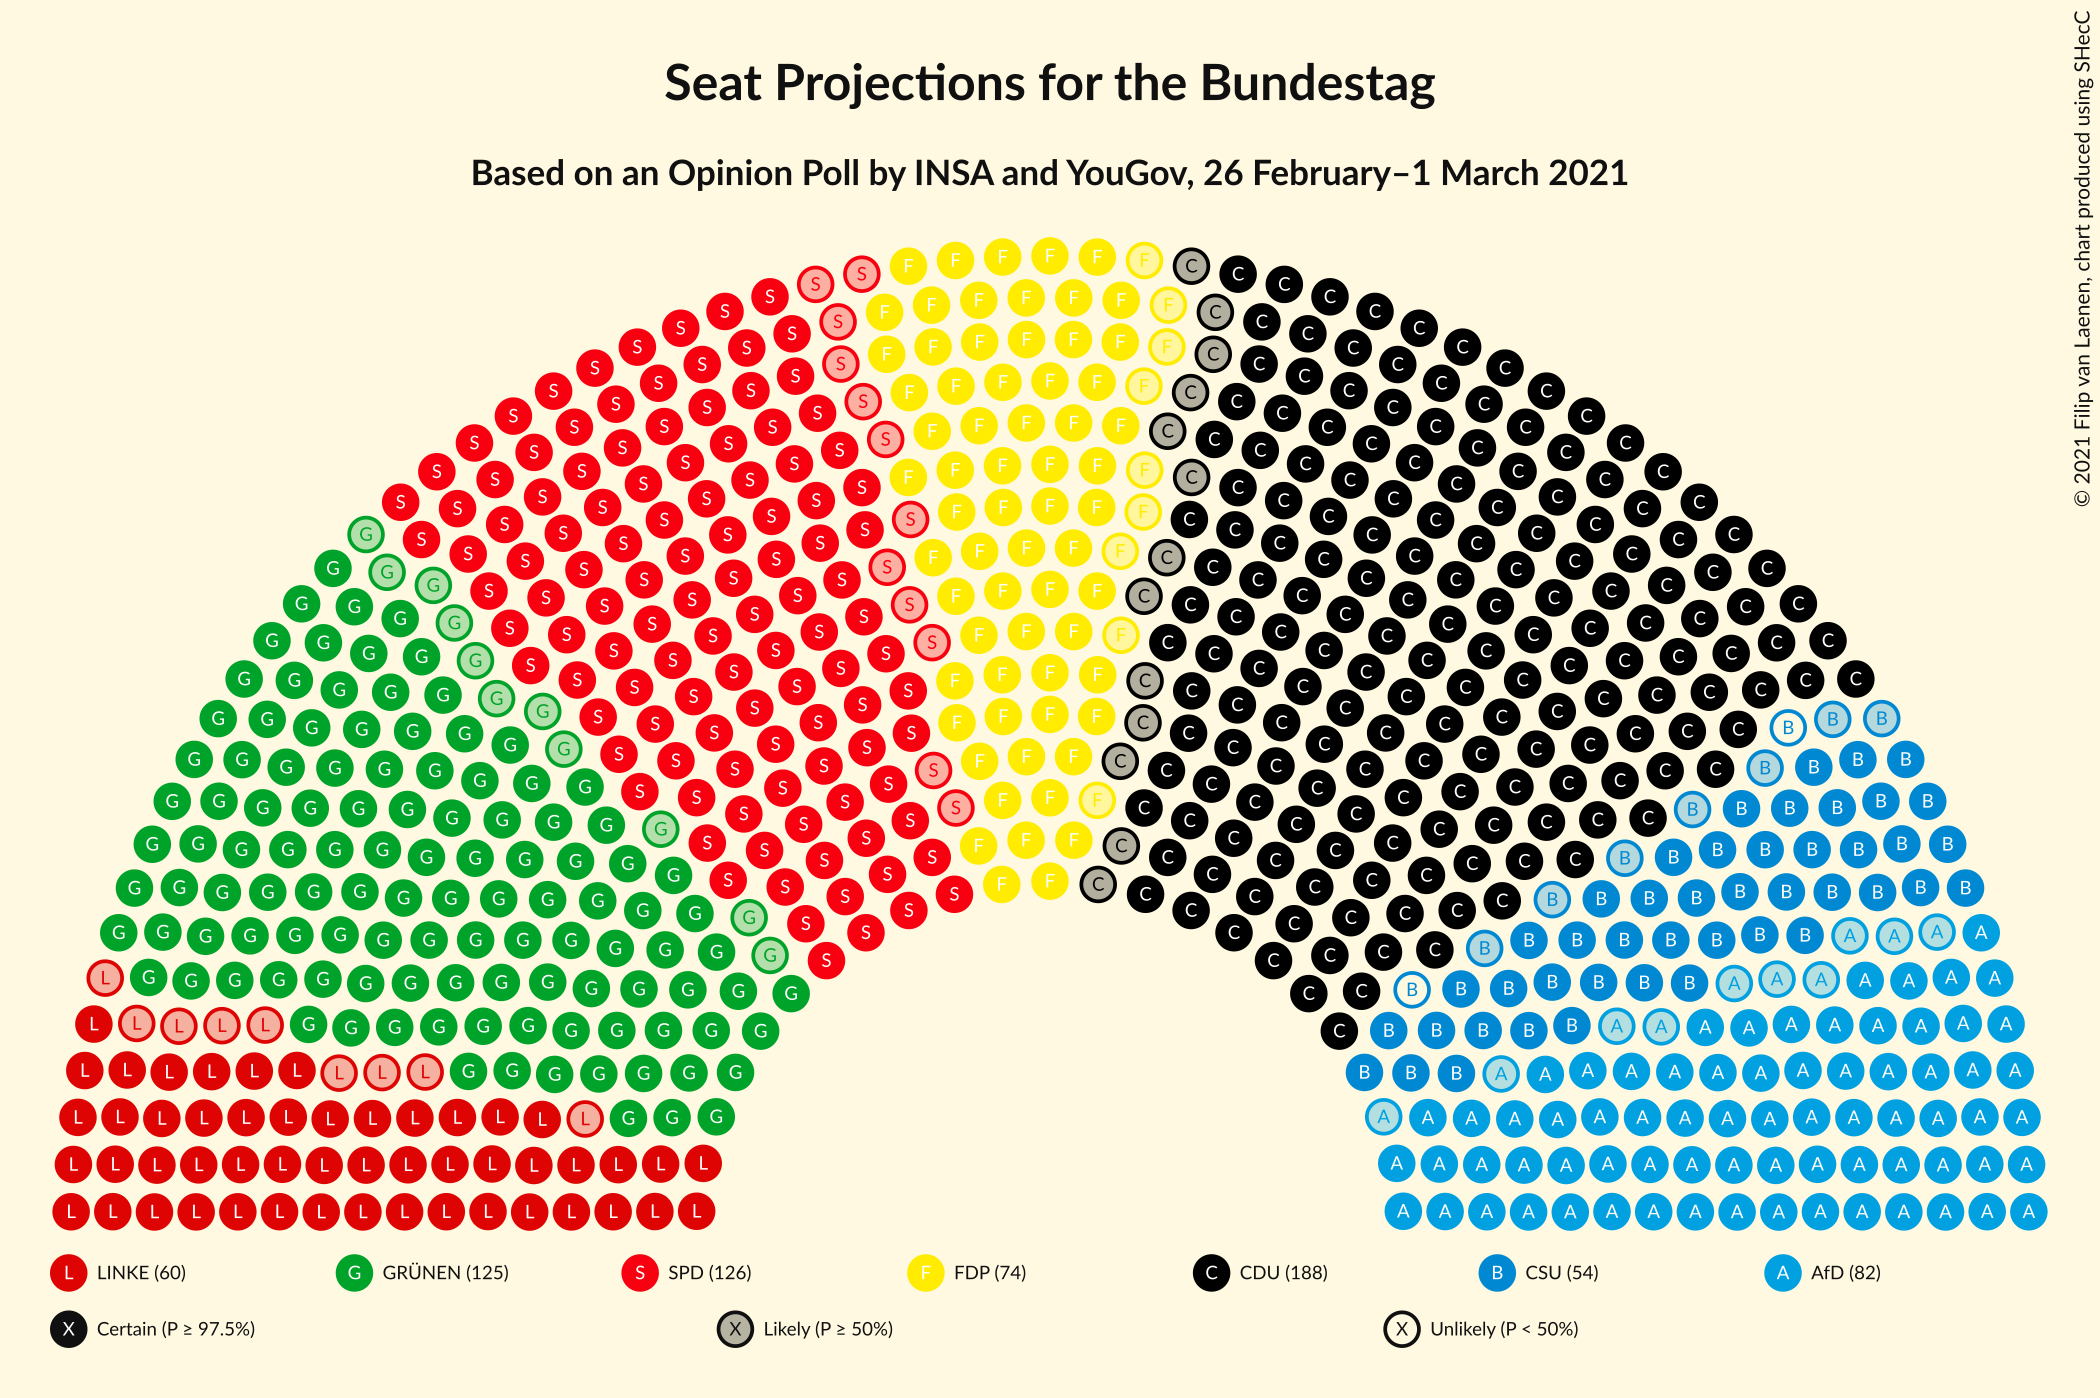 Seat Projections for the Bundestag
Based on an Opinion Poll by INSA and YouGov, 26 February–1 March 2021
© 2021 Filip van Laenen, chart produced using SHecC
L LINKE (60) G GRÜNEN (125) S SPD (126) F FDP (74) C CDU (188) B CSU (54) A AfD (82)
X Certain (P ≥ 97.5%) X Likely (P ≥ 50%) X Unlikely (P < 50%)